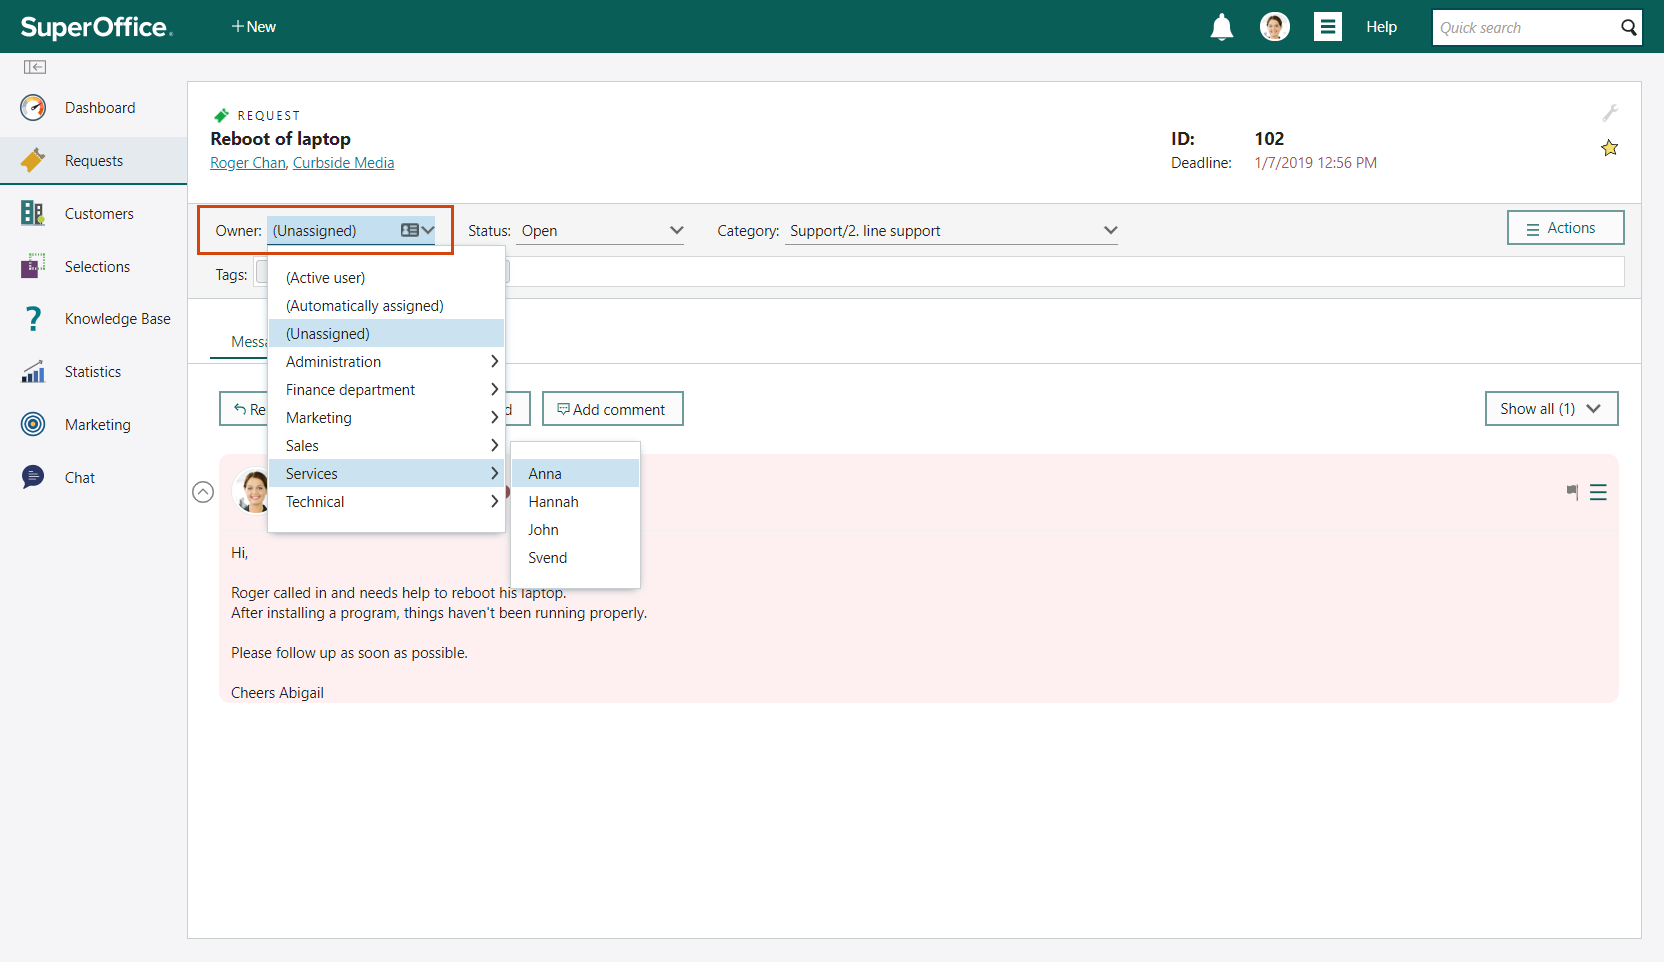 SuperOffice.
+ New
Help
Quick search
Dashboard
Requests
Customers
Selections
Knowledge Base
Statistics
Marketing
Chat
REQUEST
Reboot of laptop
Roger Chan, Curbside Media
ID: 102
Deadline: 1/7/2019 12:56 PM
Owner: (Unassigned)
Status: Open
Category: Support/2. line support
Actions
Tags:
(Active user)
(Automatically assigned)
(Unassigned)
Administration
Finance department
Marketing
Sales
Services
Technical
Anna
Hannah
John
Svend
Add comment
Show all (1)
Hi,
Roger called in and needs help to reboot his laptop.
After installing a program, things haven't been running properly.
Please follow up as soon as possible.
Cheers Abigail